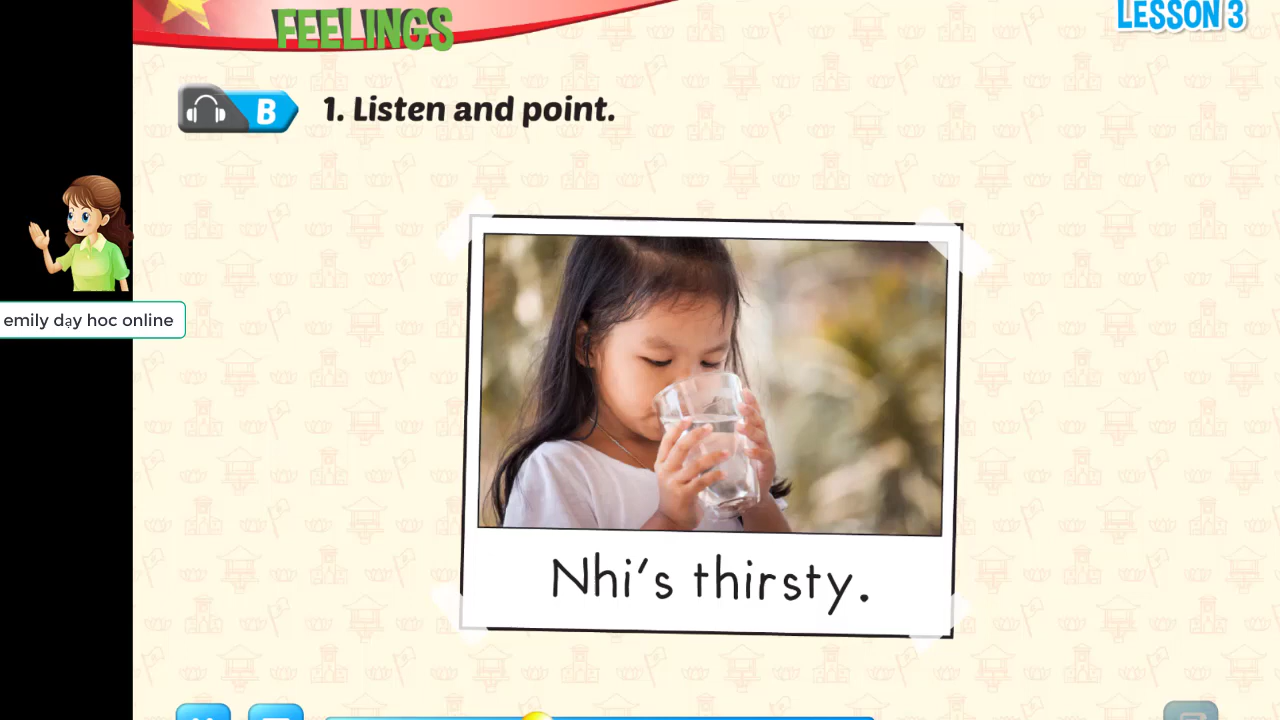 FEELINGS
LESSON 3
B
1. Listen and point.
emily dạy hoc online
Nhi's thirsty.